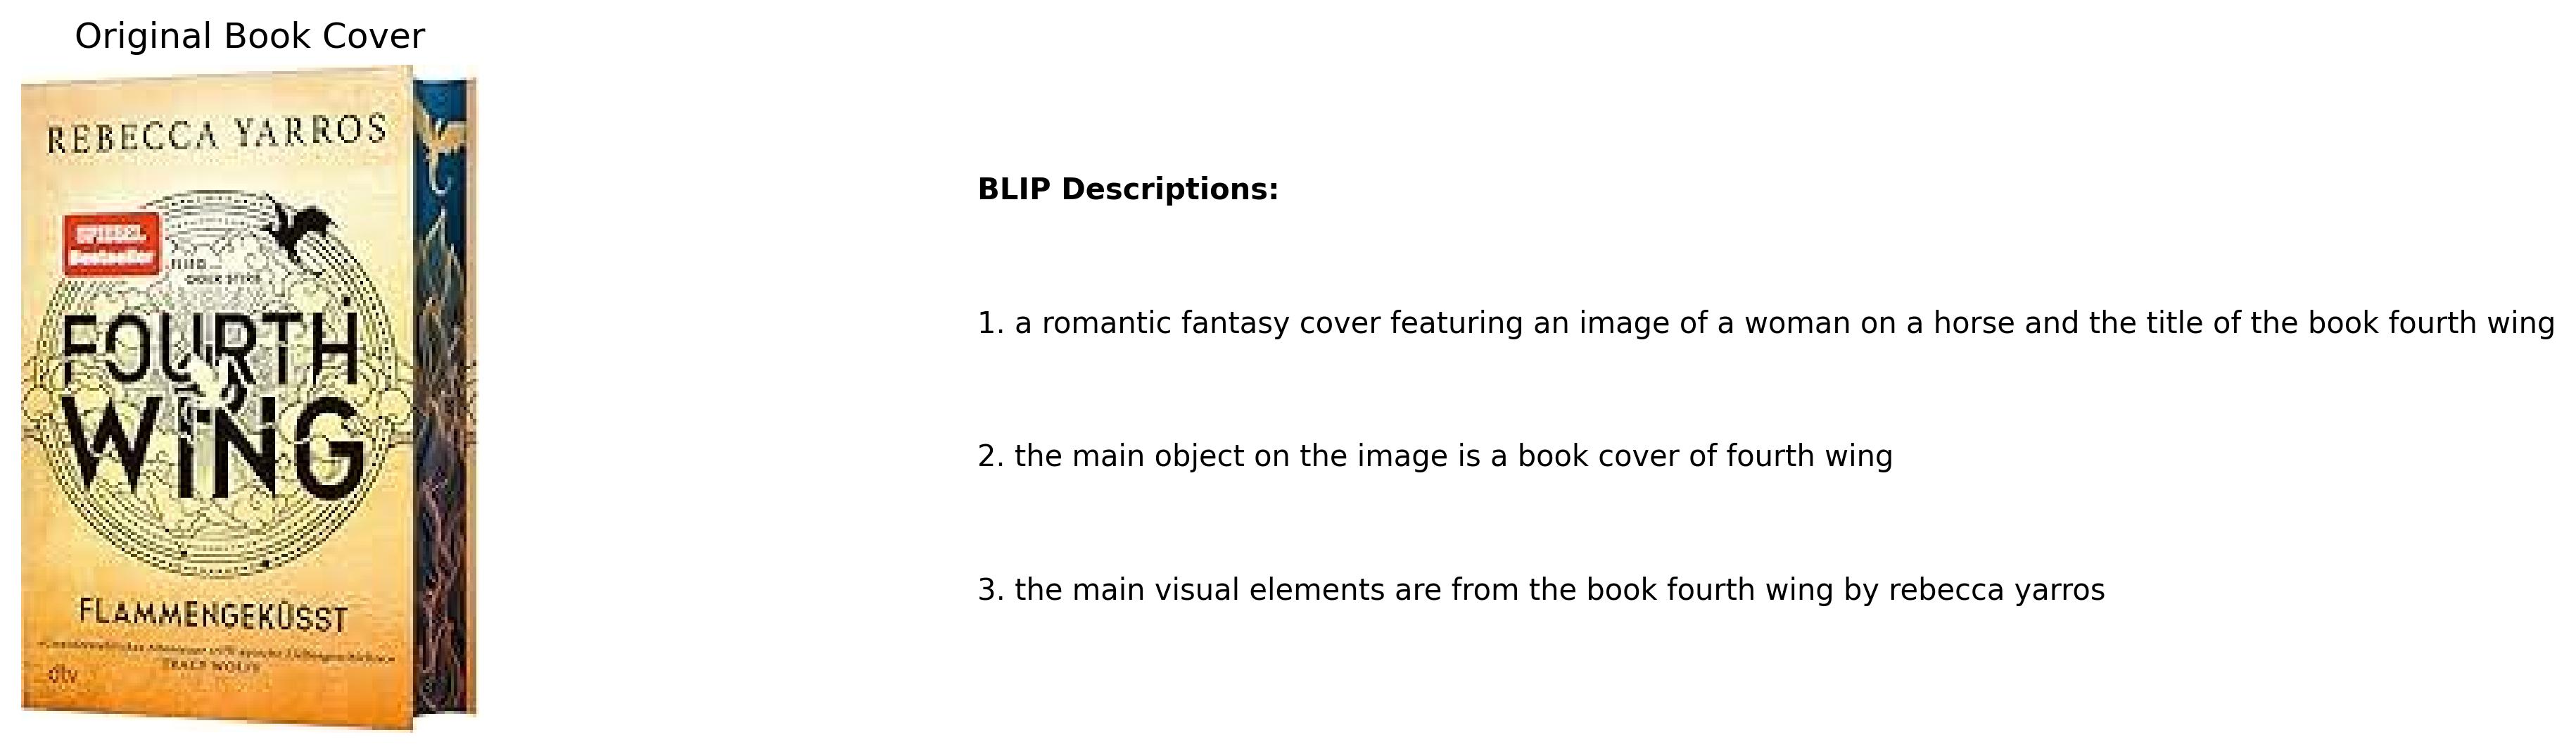 Original Book Cover
REBECCA YARROS
SPIEGEL
Bestseller
FLIEG...
ODER STIRB
FOURTH
WING
FLAMMENGEKÜSST
TRACY WOLFF
dtv
BLIP Descriptions:
1. a romantic fantasy cover featuring an image of a woman on a horse and the title of the book fourth wing
2. the main object on the image is a book cover of fourth wing
3. the main visual elements are from the book fourth wing by rebecca yarros